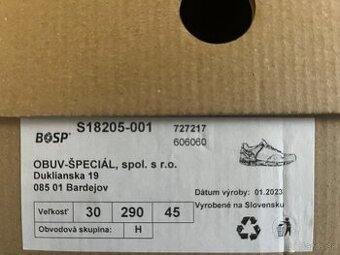 BOSP
S18205-001
727217
606060
OBUV-ŠPECIÁL, spol. s r.o.
Duklianska 19
085 01 Bardejov
Dátum výroby: 01.2023
Vyrobené na Slovensku
Veľkosť 30 290 45
Obvodová skupina: H